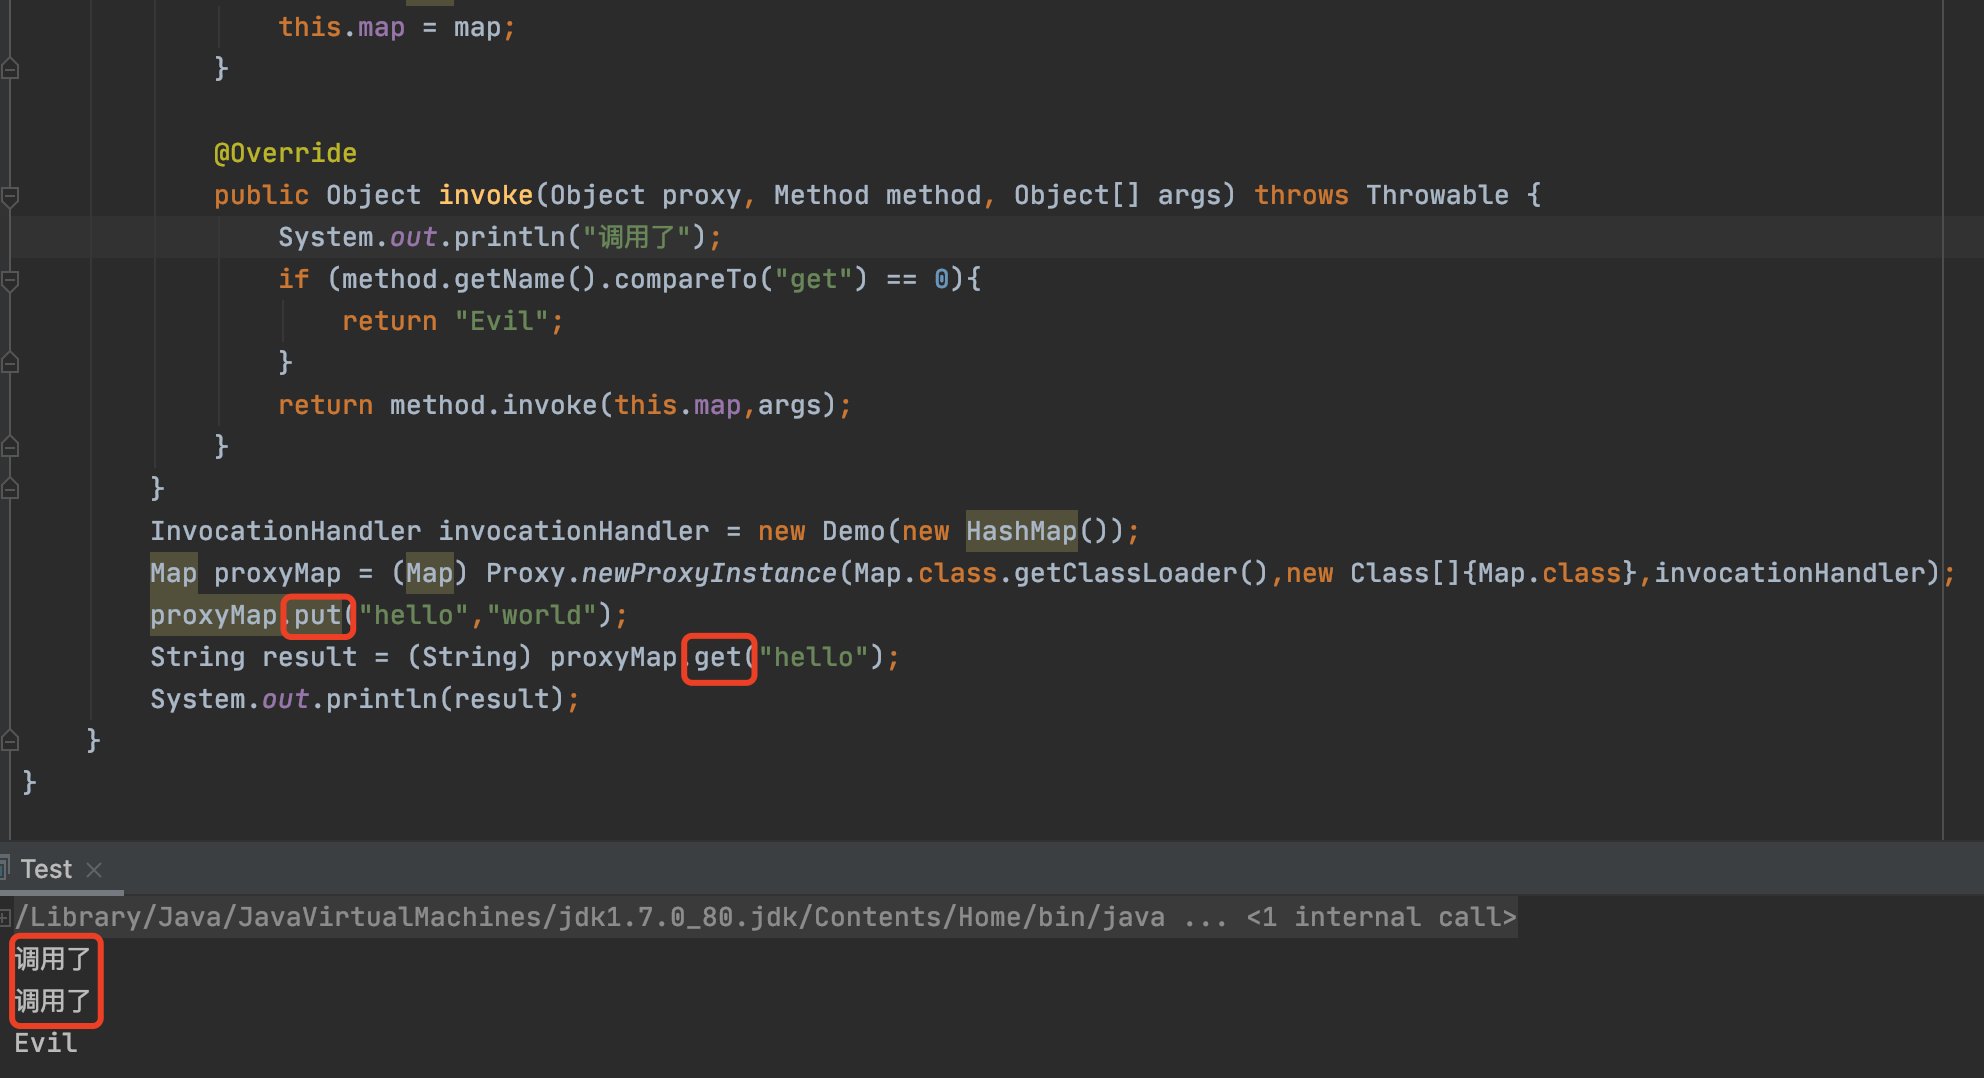 this.map = map;
}
@Override
public Object invoke(Object proxy, Method method, Object[] args) throws Throwable {
System.out.println("调用了");
if (method.getName().compareTo("get") == 0){
return "Evil";
}
return method.invoke(this.map,args);
}
}
InvocationHandler invocationHandler = new Demo(new HashMap());
Map proxyMap = (Map) Proxy.newProxyInstance(Map.class.getClassLoader(),new Class[]{Map.class},invocationHandler);
proxyMap.put("hello","world");
String result = (String) proxyMap.get("hello");
System.out.println(result);
}
}
Test
/Library/Java/JavaVirtualMachines/jdk1.7.0_80.jdk/Contents/Home/bin/java ... <1 internal call>
调用了
调用了
Evil